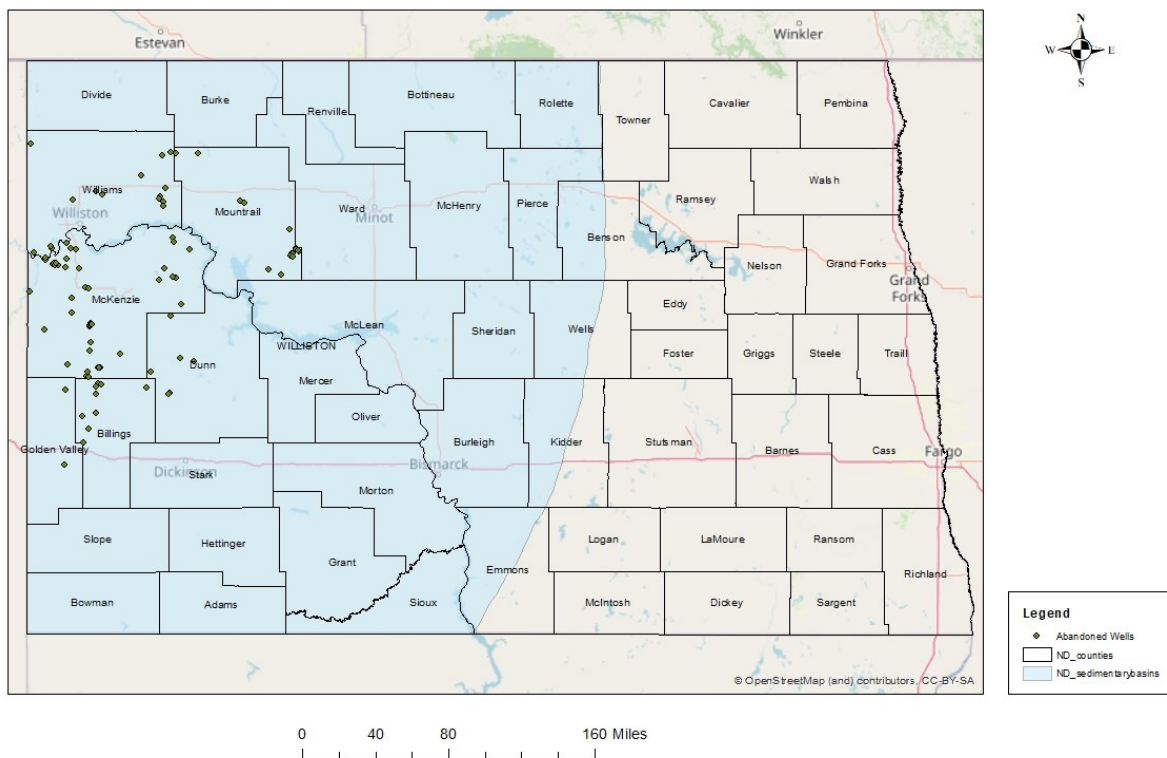 Estevan
Winkler
N
W E
S
Divide
Burke
Renville
Bottineau
Rolette
Towner
Cavalier
Pembina
Williams
Williston
Mountrail
Ward
Minot
McHenry
Pierce
Benson
Ramsey
Walsh
Nelson
Grand Forks
Grand
Forks
McKenzie
McLean
Sheridan
Wells
Eddy
Foster
Griggs
Steele
Traill
WILLISTON
Dunn
Mercer
Oliver
Billings
Golden Valley
Dickinson
Stark
Burleigh
Bismarck
Kidder
Stutsman
Barnes
Cass
Fargo
Morton
Slope
Hettinger
Grant
Emmons
Logan
LaMoure
Ransom
Richland
Bowman
Adams
Sioux
McIntosh
Dickey
Sargent
Legend
Abandoned Wells
ND_counties
ND_sedimentarybasins
© OpenStreetMap (and) contributors, CC-BY-SA
0 40 80 160 Miles